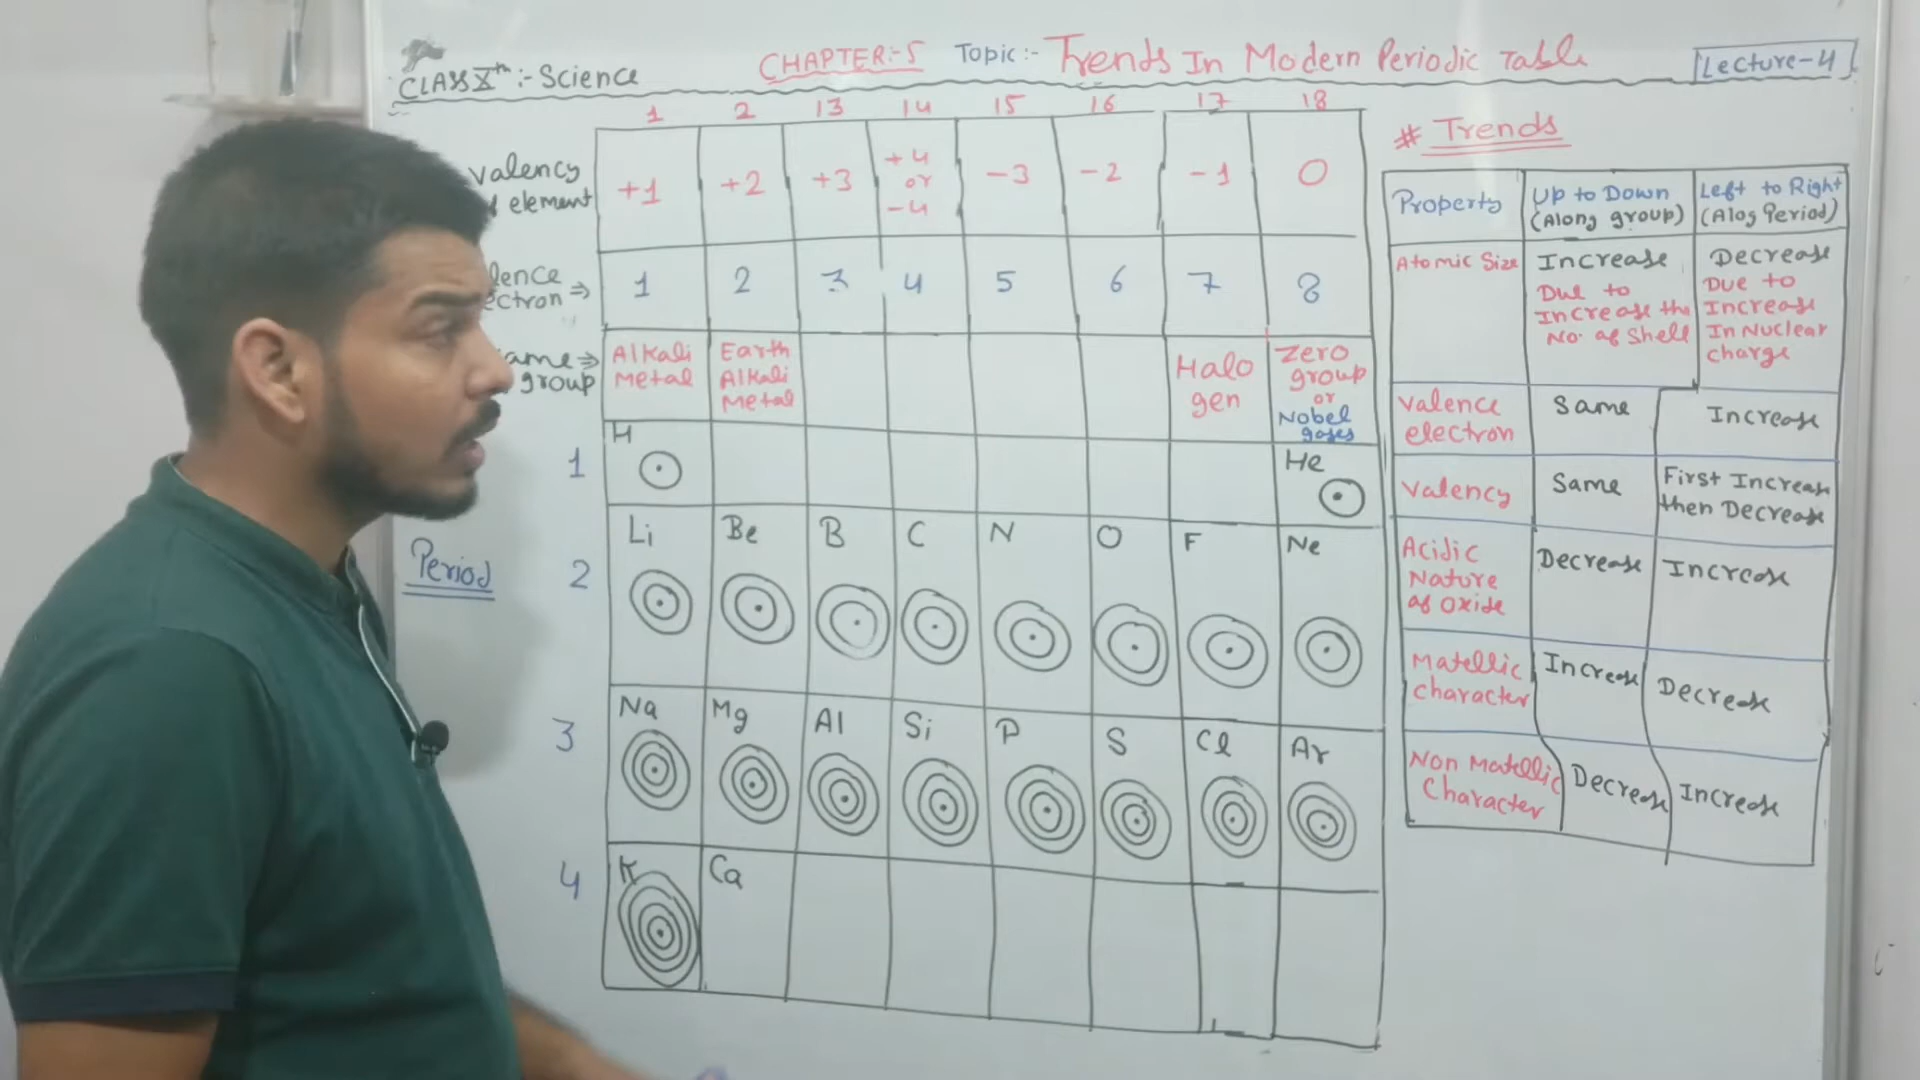 CLASS Xth :- Science
CHAPTER:-5 Topic:- Trends In Modern Periodic Table
Lecture-4
1 2 13 14 15 16 17 18
valency
element
+1 +2 +3 +4 or -4 -3 -2 -1 0
1 2 3 4 5 6 7 8
group
Alkali
Metal
Earth
Alkali
Metal
Halo
gen
Zero
group
or
Nobel
gases
Period
1 H He
2 Li Be B C N O F Ne
3 Na Mg Al Si P S Cl Ar
4 K Ca
# Trends
Property
Up to Down
(Along group)
Left to Right
(Alog Period)
Atomic Size
Increase
Due to
Increase the
No. of Shell
Decrease
Due to
Increase
In Nuclear
charge
Valence
electron
Same
Increase
Valency
Same
First Increase
then Decrease
Acidic
Nature
of Oxide
Decrease
Increase
Matellic
character
Increase
Decrease
Non Matellic
Character
Decrease
Increase